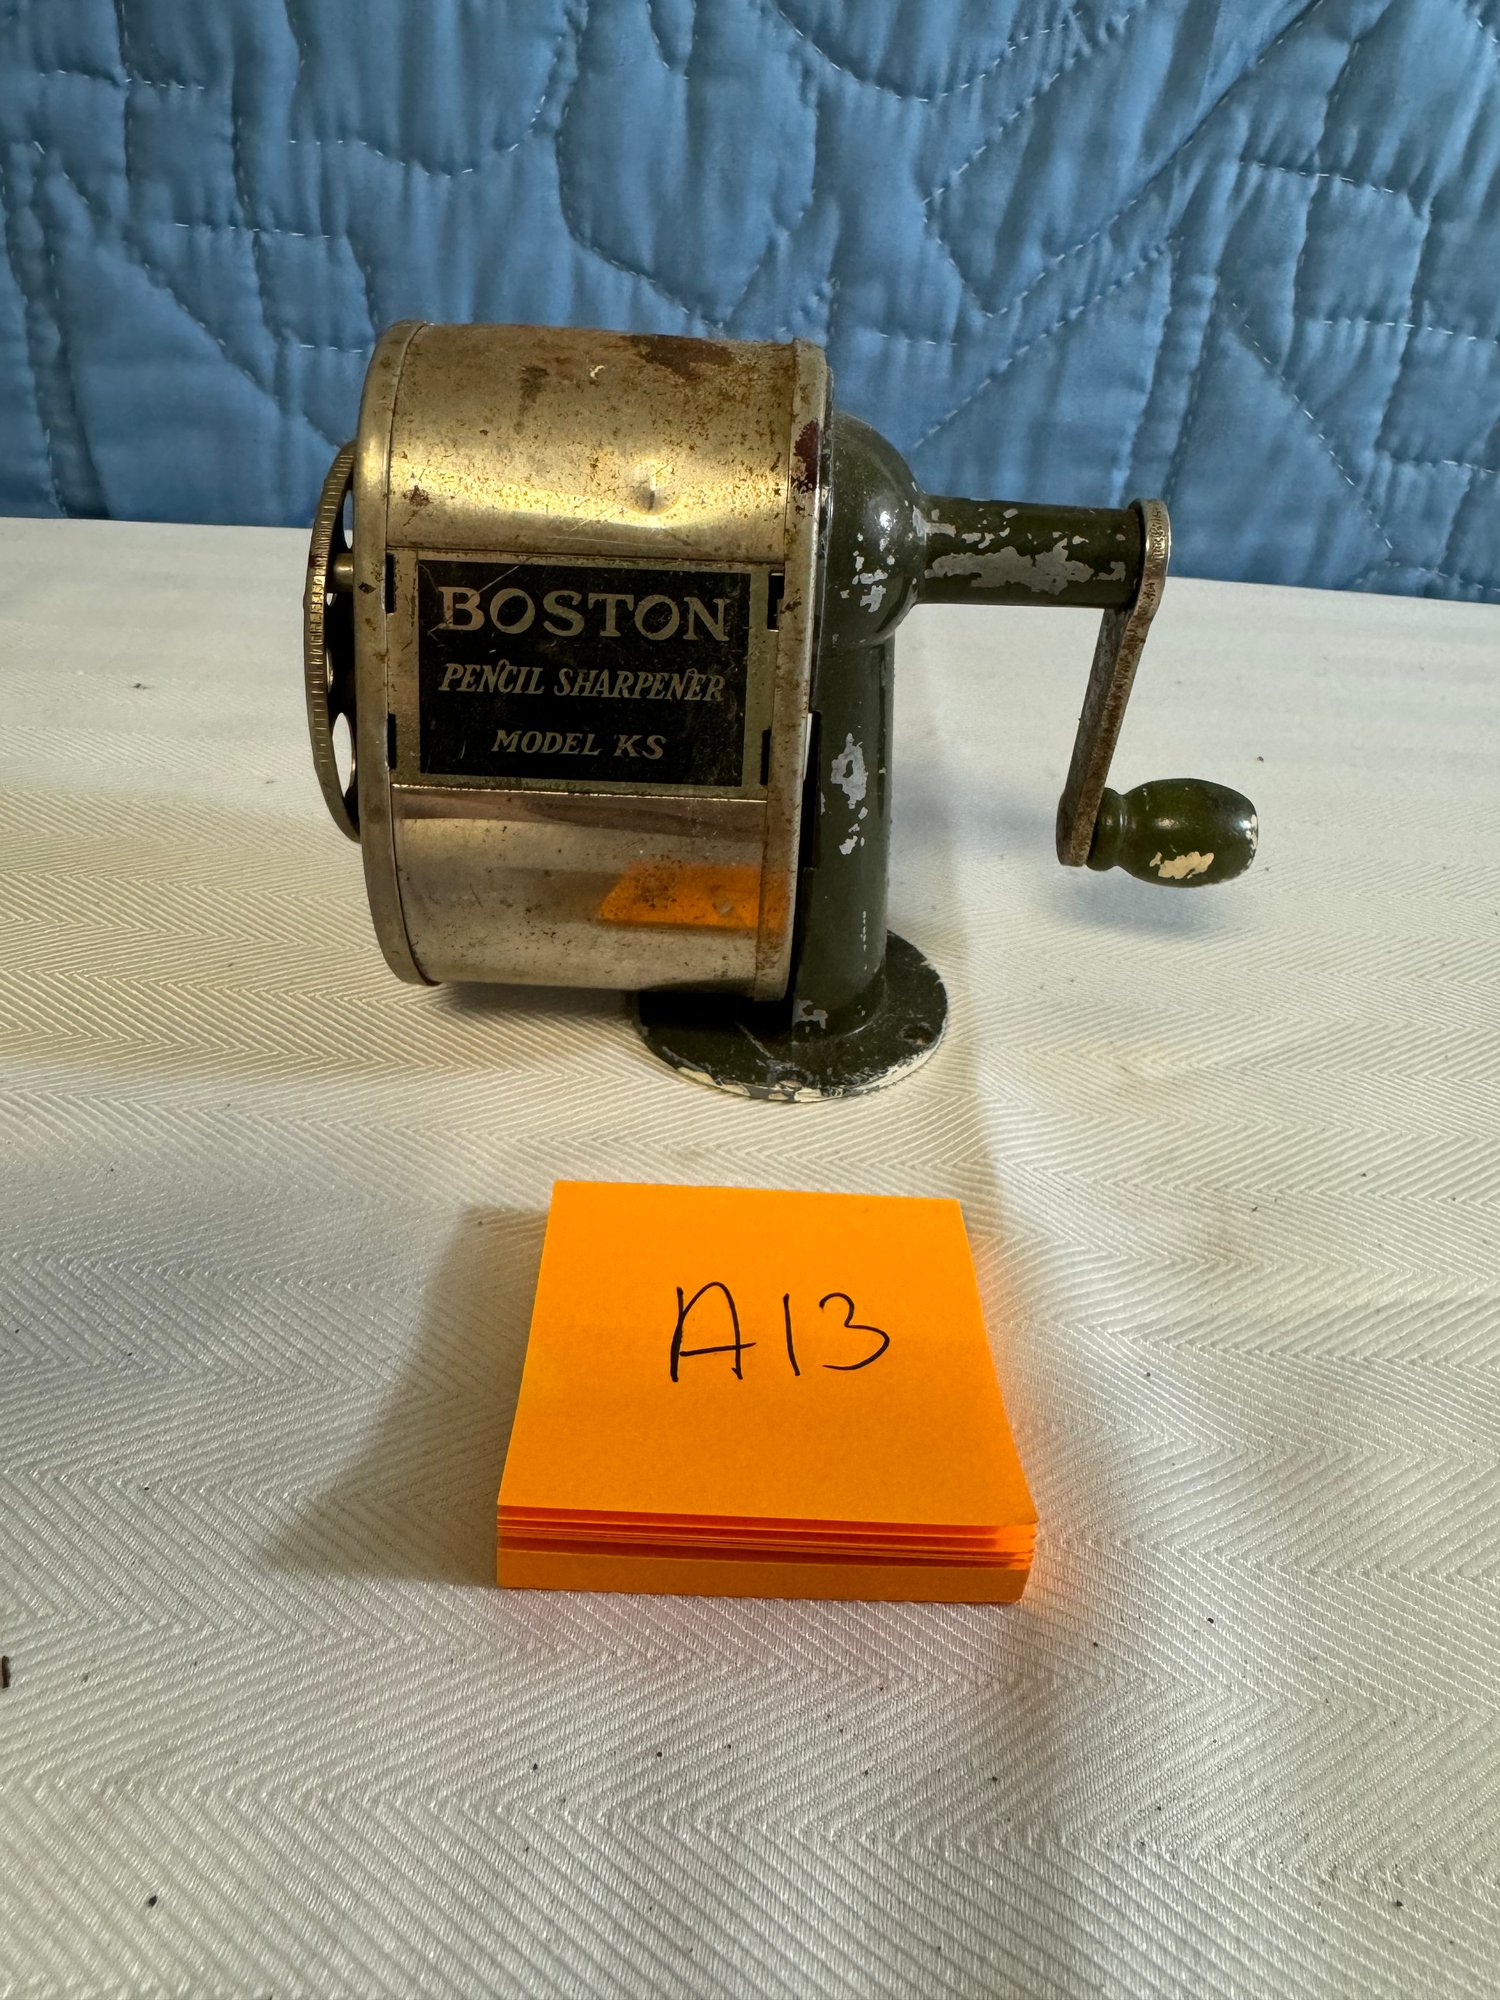 BOSTON
PENCIL SHARPENER
MODEL KS
A13